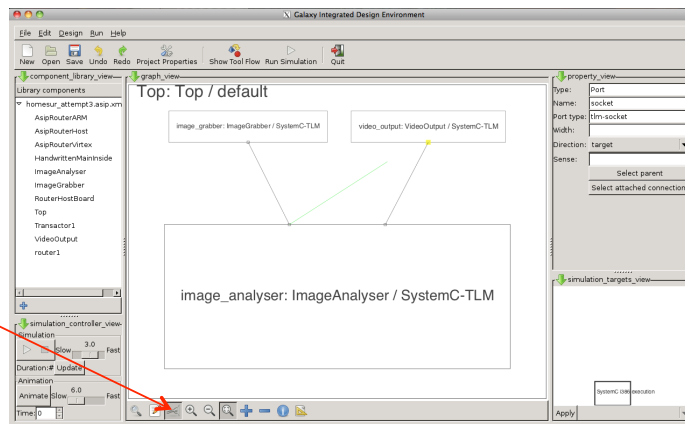 Galaxy Integrated Design Environment
File Edit Design Run Help
New Open Save Undo Redo Project Properties Show Tool Flow Run Simulation Quit
component_library_view
Library components
homesur_attempt3.asip.xm
AsipRouterARM
AsipRouterHost
AsipRouterVirtex
HandwrittenMainInside
ImageAnalyser
ImageGrabber
RouterHostBoard
Top
Transactor1
VideoOutput
router1
simulation_controller_view
Simulation
Slow 3.0 Fast
Duration:# Update
Animation
Animate Slow 6.0 Fast
Time: 0
graph_view
Top: Top / default
image_grabber: ImageGrabber / SystemC-TLM
video_output: VideoOutput / SystemC-TLM
image_analyser: ImageAnalyser / SystemC-TLM
property_view
Type: Port
Name: socket
Port type: tlm-socket
Width:
Direction: target
Sense:
Select parent
Select attached connection
simulation_targets_view
SystemC i386 execution
Apply